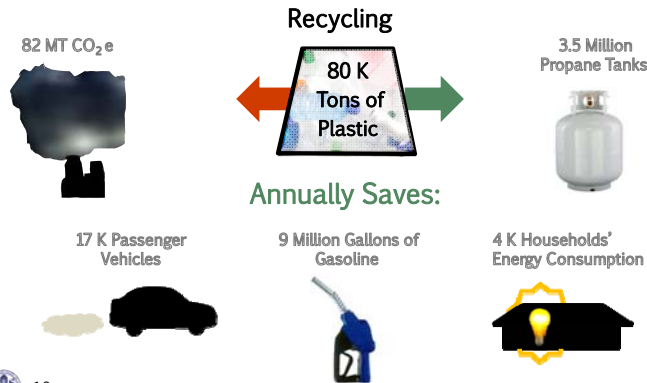 Recycling
82 MT CO₂e
80 K
Tons of
Plastic
3.5 Million
Propane Tanks
Annually Saves:
17 K Passenger
Vehicles
9 Million Gallons of
Gasoline
4 K Households’
Energy Consumption